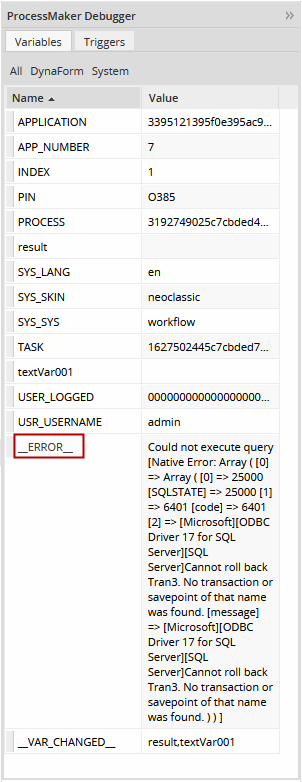 ProcessMaker Debugger »
Variables Triggers
All DynaForm System
Name Value
APPLICATION 3395121395f0e395ac9...
APP_NUMBER 7
INDEX 1
PIN O385
PROCESS 3192749025c7cbded4...
result
SYS_LANG en
SYS_SKIN neoclassic
SYS_SYS workflow
TASK 1627502445c7cbded7...
textVar001
USER_LOGGED 000000000000000000...
USR_USERNAME admin
__ERROR__ Could not execute query
[Native Error: Array ( [0]
=> Array ( [0] => 25000
[SQLSTATE] => 25000 [1]
=> 6401 [code] => 6401
[2] => [Microsoft][ODBC
Driver 17 for SQL
Server][SQL
Server]Cannot roll back
Tran3. No transaction or
savepoint of that name
was found. [message]
=> [Microsoft][ODBC
Driver 17 for SQL
Server][SQL
Server]Cannot roll back
Tran3. No transaction or
savepoint of that name
was found. ) ) ]
__VAR_CHANGED__ result,textVar001